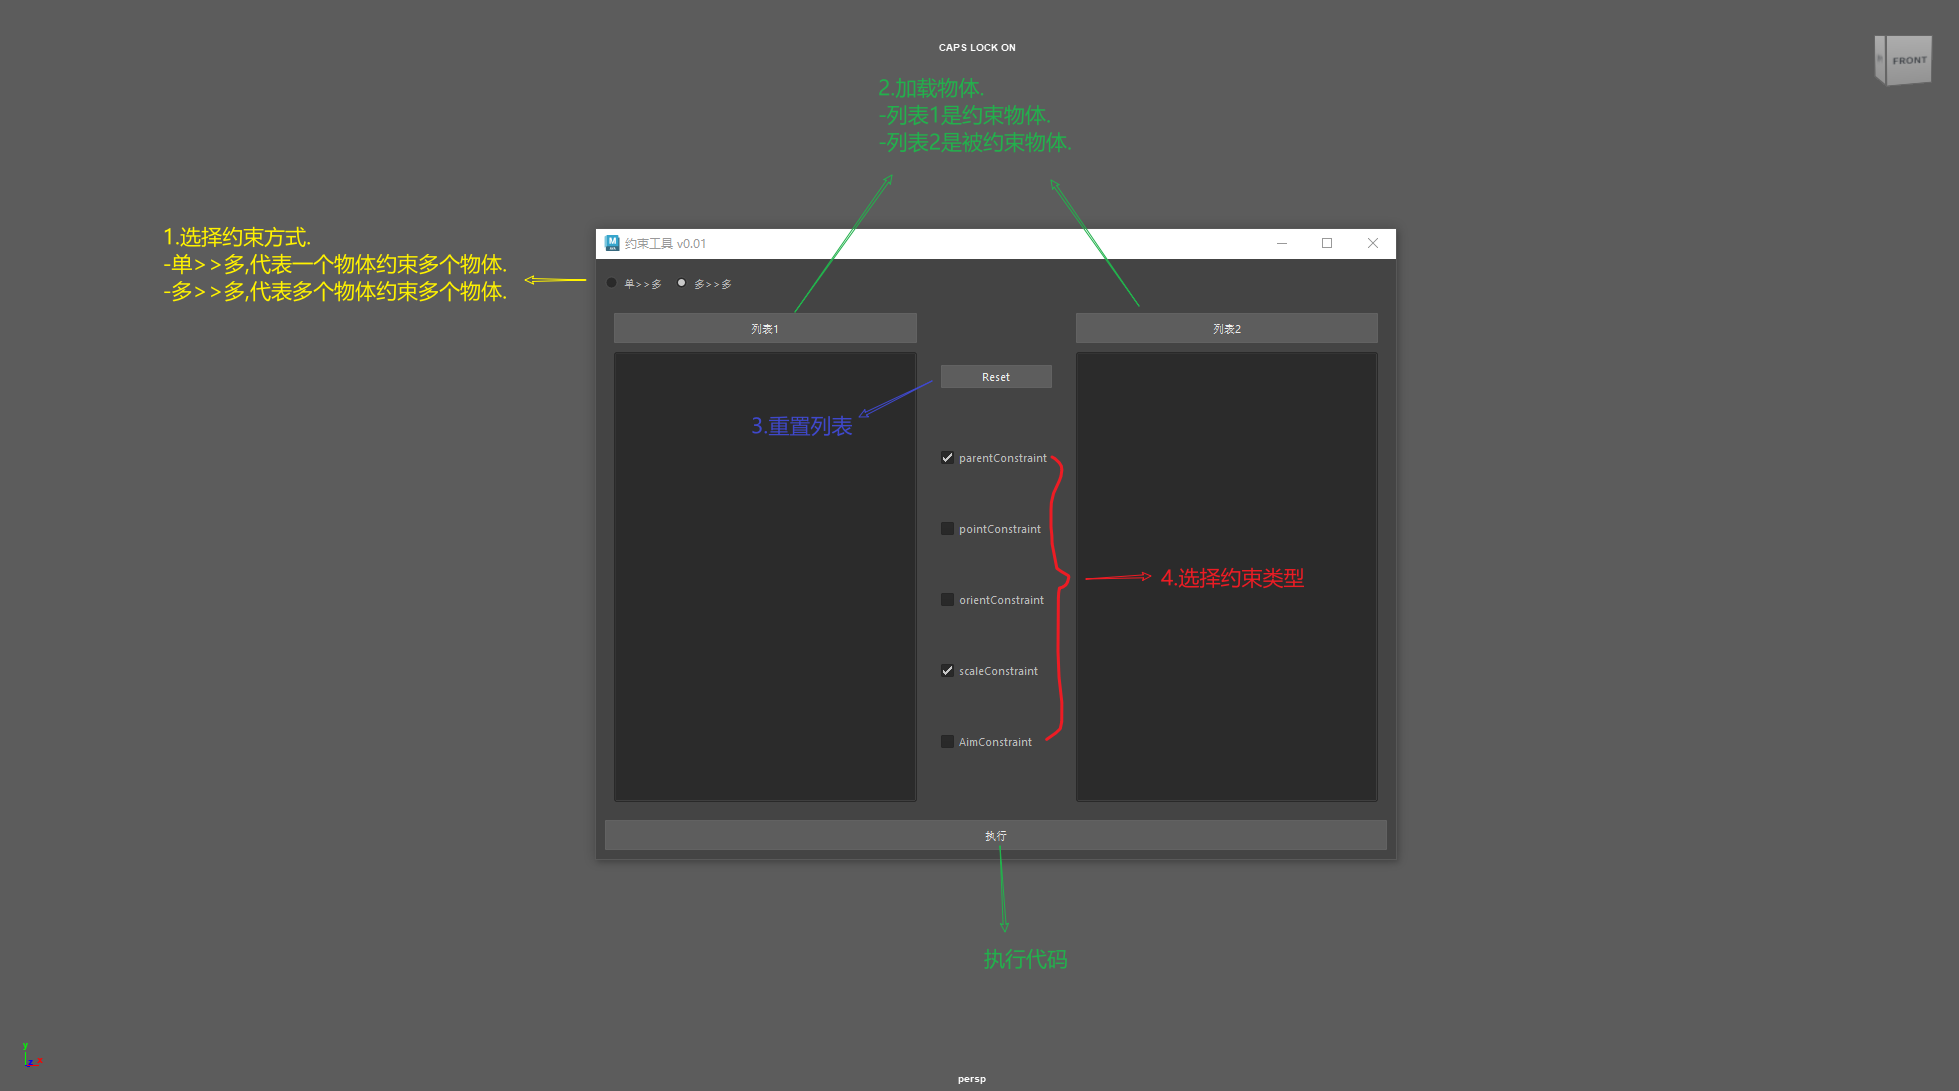 CAPS LOCK ON
FRONT
2.加载物体.
-列表1是约束物体.
-列表2是被约束物体.
1.选择约束方式.
-单>>多,代表一个物体约束多个物体.
-多>>多,代表多个物体约束多个物体.
约束工具 v0.01
单>>多 多>>多
列表1
列表2
Reset
3.重置列表
parentConstraint
pointConstraint
orientConstraint
scaleConstraint
AimConstraint
4.选择约束类型
执行
执行代码
y
z x
persp